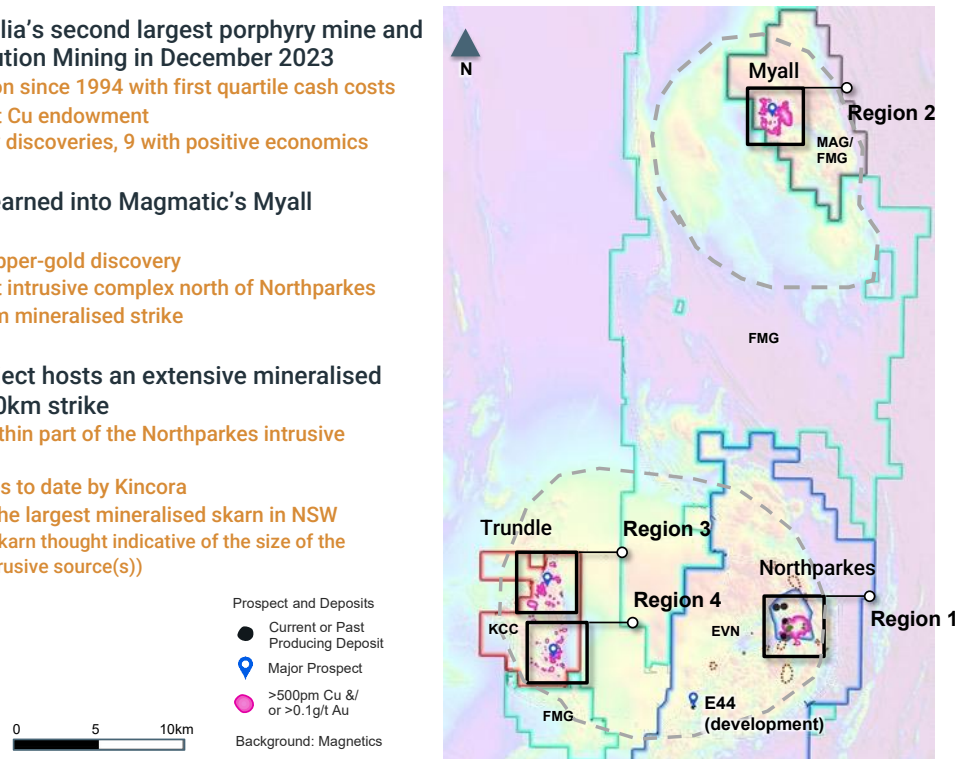 lia’s second largest porphyry mine and
ution Mining in December 2023
on since 1994 with first quartile cash costs
t Cu endowment
discoveries, 9 with positive economics
earned into Magmatic’s Myall
pper-gold discovery
t intrusive complex north of Northparkes
m mineralised strike
ject hosts an extensive mineralised
0km strike
thin part of the Northparkes intrusive
s to date by Kincora
he largest mineralised skarn in NSW
karn thought indicative of the size of the
rusive source(s))
Prospect and Deposits
Current or Past
Producing Deposit
Major Prospect
>500pm Cu &/
or >0.1g/t Au
Background: Magnetics
0 5 10km
N
Myall
Region 2
MAG/
FMG
FMG
Trundle
Region 3
Northparkes
Region 4
Region 1
KCC
EVN
E44
(development)
FMG